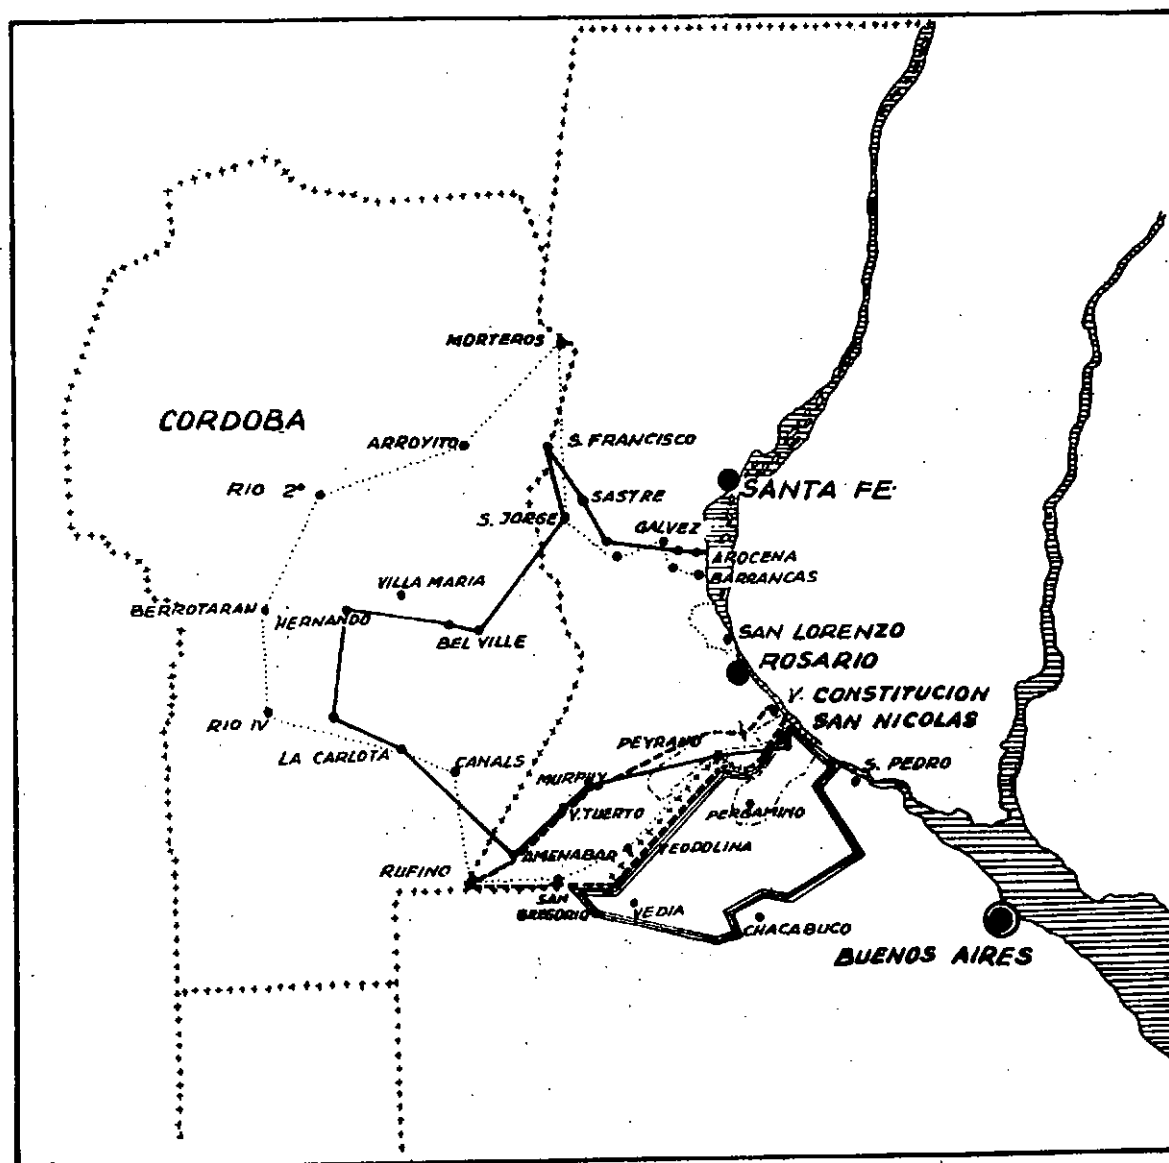 MORTEROS
CORDOBA
ARROYITO
S. FRANCISCO
RIO 2º
SASTRE
SANTA FE
S. JORGE
GALVEZ
AROCENA
BARRANCAS
VILLA MARIA
BERROTARAN
HERNANDO
BEL VILLE
SAN LORENZO
ROSARIO
V. CONSTITUCION
SAN NICOLAS
RIO IV
LA CARLOTA
CANALS
PEYRANO
S. PEDRO
MURPHY
V. TUERTO
PERGAMINO
AMENABAR
TEODOLINA
RUFINO
SAN
GREGORIO
VEDIA
CHACABUCO
BUENOS AIRES